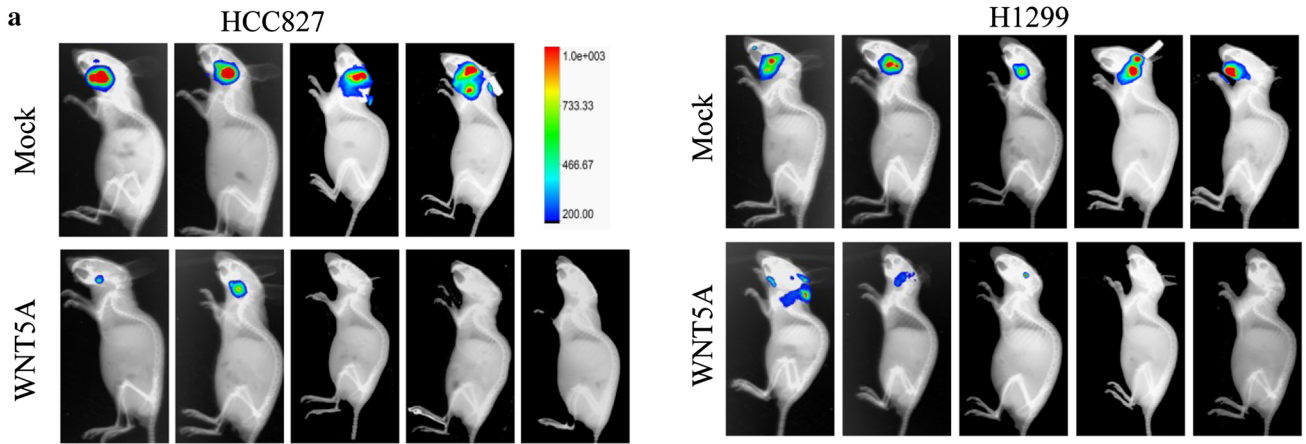 a
HCC827
H1299
Mock
1.0e+003
733.33
466.67
200.00
Mock
WNT5A
WNT5A